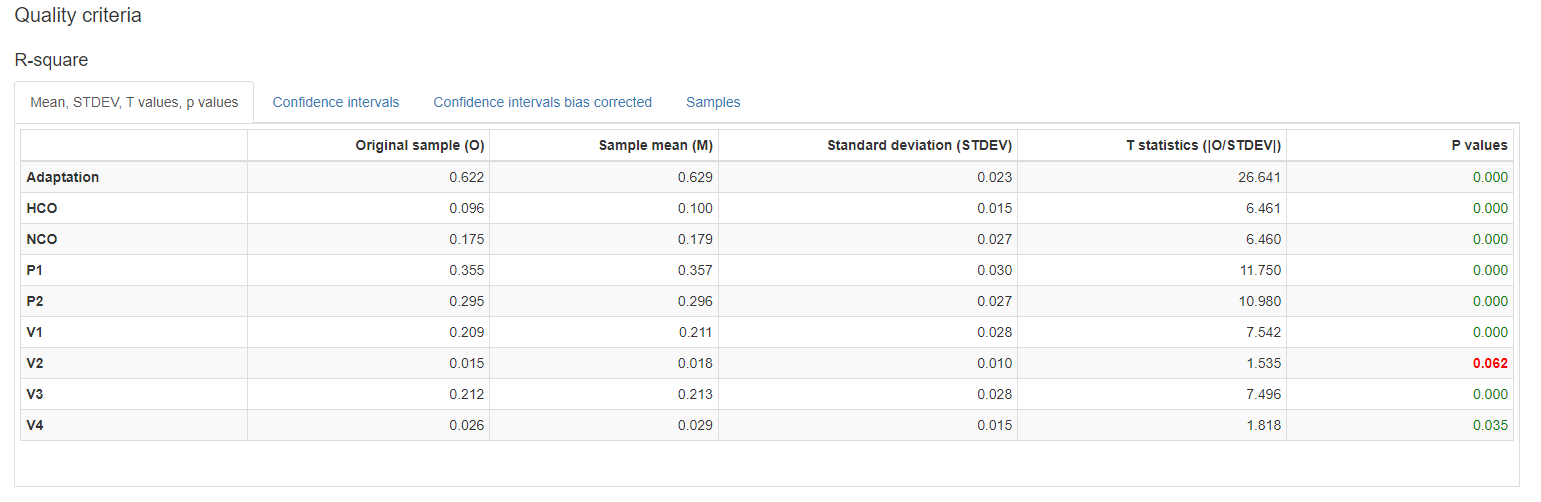 Quality criteria
R-square
Mean, STDEV, T values, p values Confidence intervals Confidence intervals bias corrected Samples
Original sample (O) Sample mean (M) Standard deviation (STDEV) T statistics (|O/STDEV|) P values
Adaptation 0.622 0.629 0.023 26.641 0.000
HCO 0.096 0.100 0.015 6.461 0.000
NCO 0.175 0.179 0.027 6.460 0.000
P1 0.355 0.357 0.030 11.750 0.000
P2 0.295 0.296 0.027 10.980 0.000
V1 0.209 0.211 0.028 7.542 0.000
V2 0.015 0.018 0.010 1.535 0.062
V3 0.212 0.213 0.028 7.496 0.000
V4 0.026 0.029 0.015 1.818 0.035